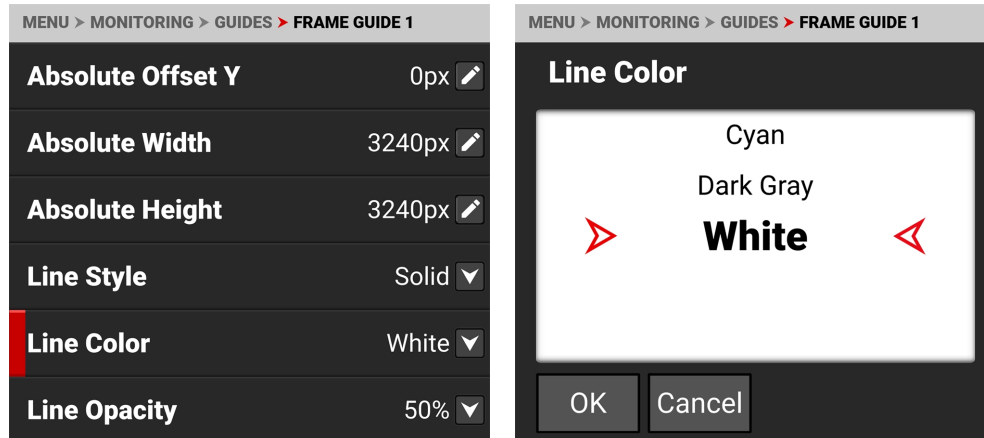 MENU > MONITORING > GUIDES > FRAME GUIDE 1
Absolute Offset Y 0px
Absolute Width 3240px
Absolute Height 3240px
Line Style Solid
Line Color White
Line Opacity 50%
MENU > MONITORING > GUIDES > FRAME GUIDE 1
Line Color
Cyan
Dark Gray
White
OK Cancel